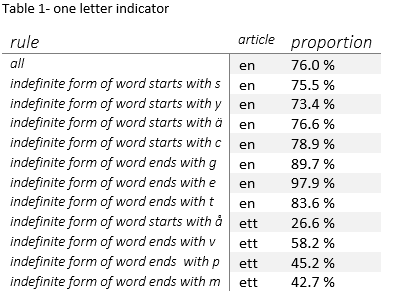 Table 1- one letter indicator
rule article proportion
all en 76.0 %
indefinite form of word starts with s en 75.5 %
indefinite form of word starts with y en 73.4 %
indefinite form of word starts with ä en 76.6 %
indefinite form of word starts with c en 78.9 %
indefinite form of word ends with g en 89.7 %
indefinite form of word ends with e en 97.9 %
indefinite form of word ends with t en 83.6 %
indefinite form of word starts with å ett 26.6 %
indefinite form of word ends with v ett 58.2 %
indefinite form of word ends with p ett 45.2 %
indefinite form of word ends with m ett 42.7 %